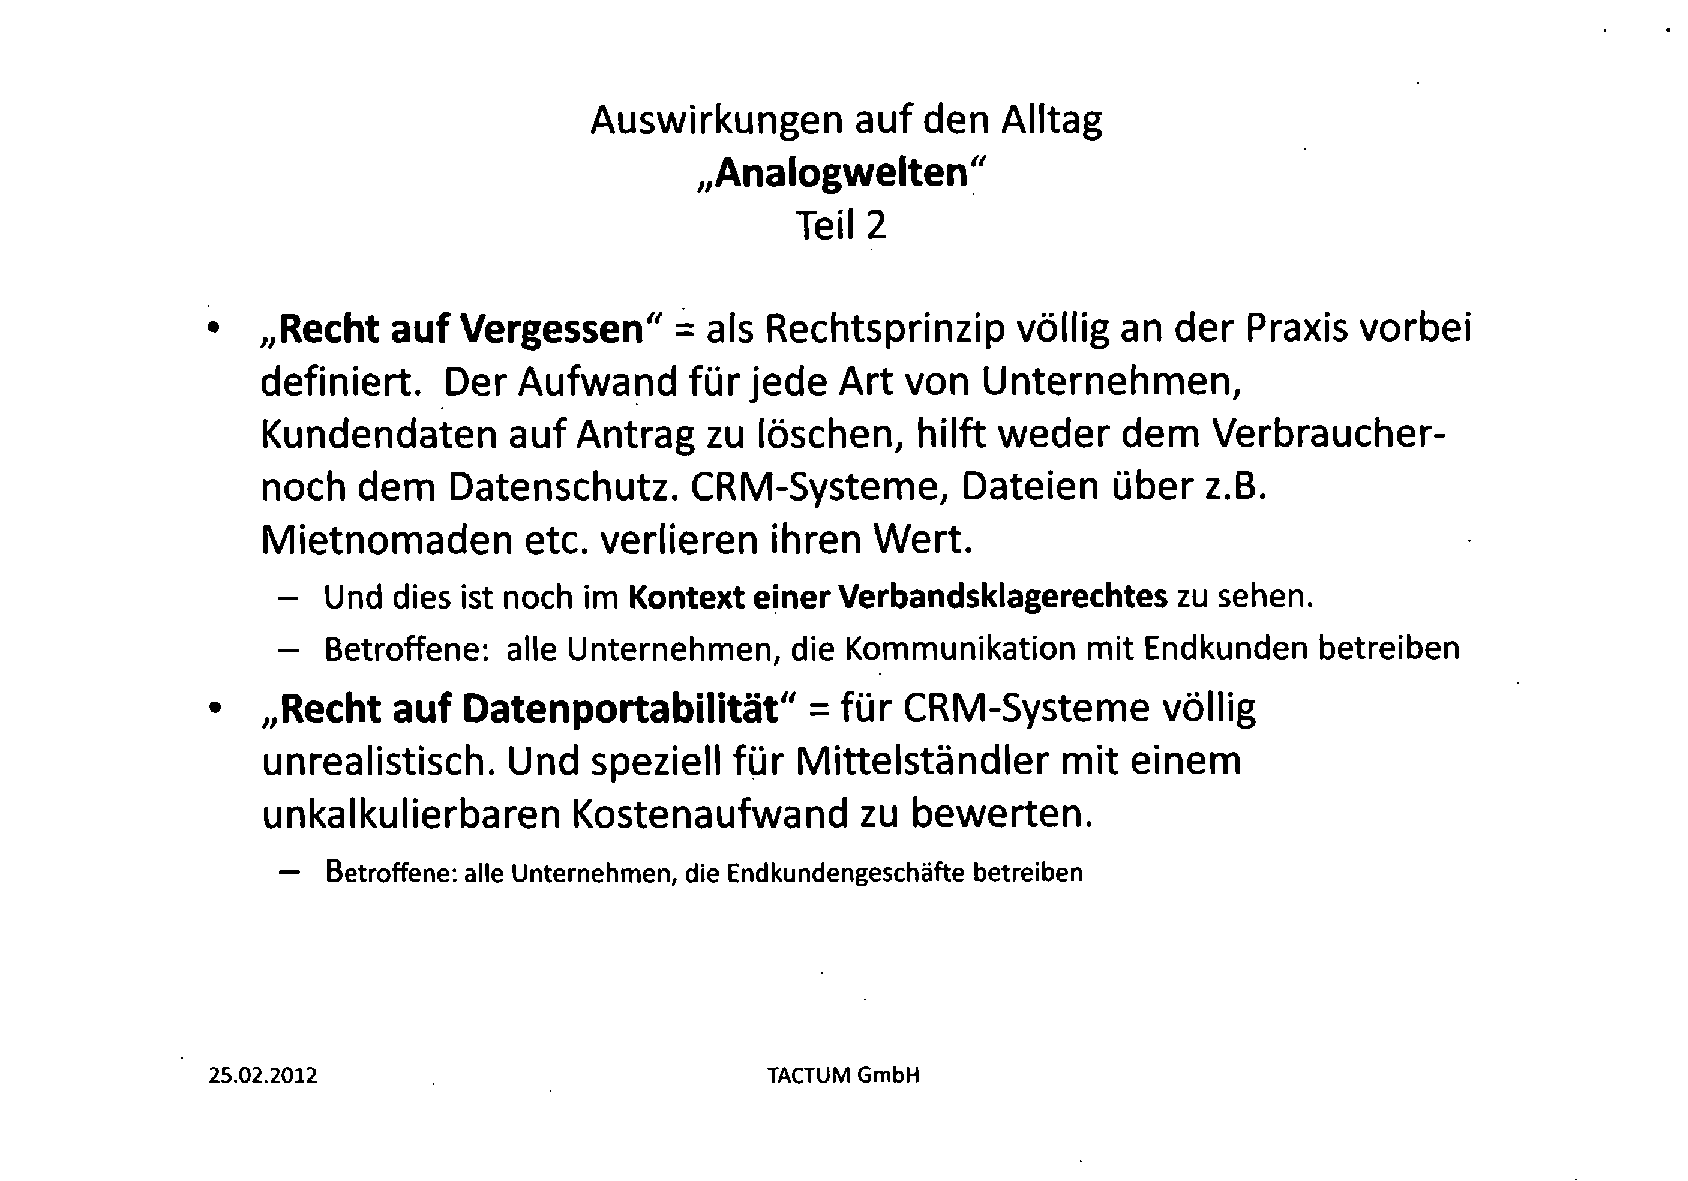 Auswirkungen auf den Alltag
„Analogwelten“
Teil 2
• „Recht auf Vergessen“ = als Rechtsprinzip völlig an der Praxis vorbei
definiert. Der Aufwand für jede Art von Unternehmen,
Kundendaten auf Antrag zu löschen, hilft weder dem Verbraucher-
noch dem Datenschutz. CRM-Systeme, Dateien über z.B.
Mietnomaden etc. verlieren ihren Wert.
– Und dies ist noch im Kontext einer Verbandsklagerechtes zu sehen.
– Betroffene: alle Unternehmen, die Kommunikation mit Endkunden betreiben
• „Recht auf Datenportabilität“ = für CRM-Systeme völlig
unrealistisch. Und speziell für Mittelständler mit einem
unkalkulierbaren Kostenaufwand zu bewerten.
– Betroffene: alle Unternehmen, die Endkundengeschäfte betreiben
25.02.2012
TACTUM GmbH